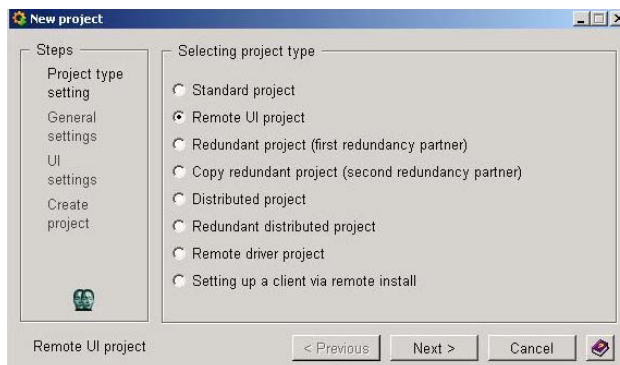 New project
Steps
Project type
setting
General
settings
UI
settings
Create
project
Selecting project type
Standard project
Remote UI project
Redundant project (first redundancy partner)
Copy redundant project (second redundancy partner)
Distributed project
Redundant distributed project
Remote driver project
Setting up a client via remote install
Remote UI project
< Previous
Next >
Cancel